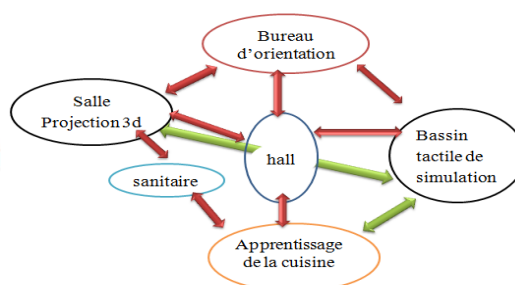 Bureau
d’orientation
Salle
Projection 3d
hall
Bassin
tactile de
simulation
sanitaire
Apprentissage
de la cuisine